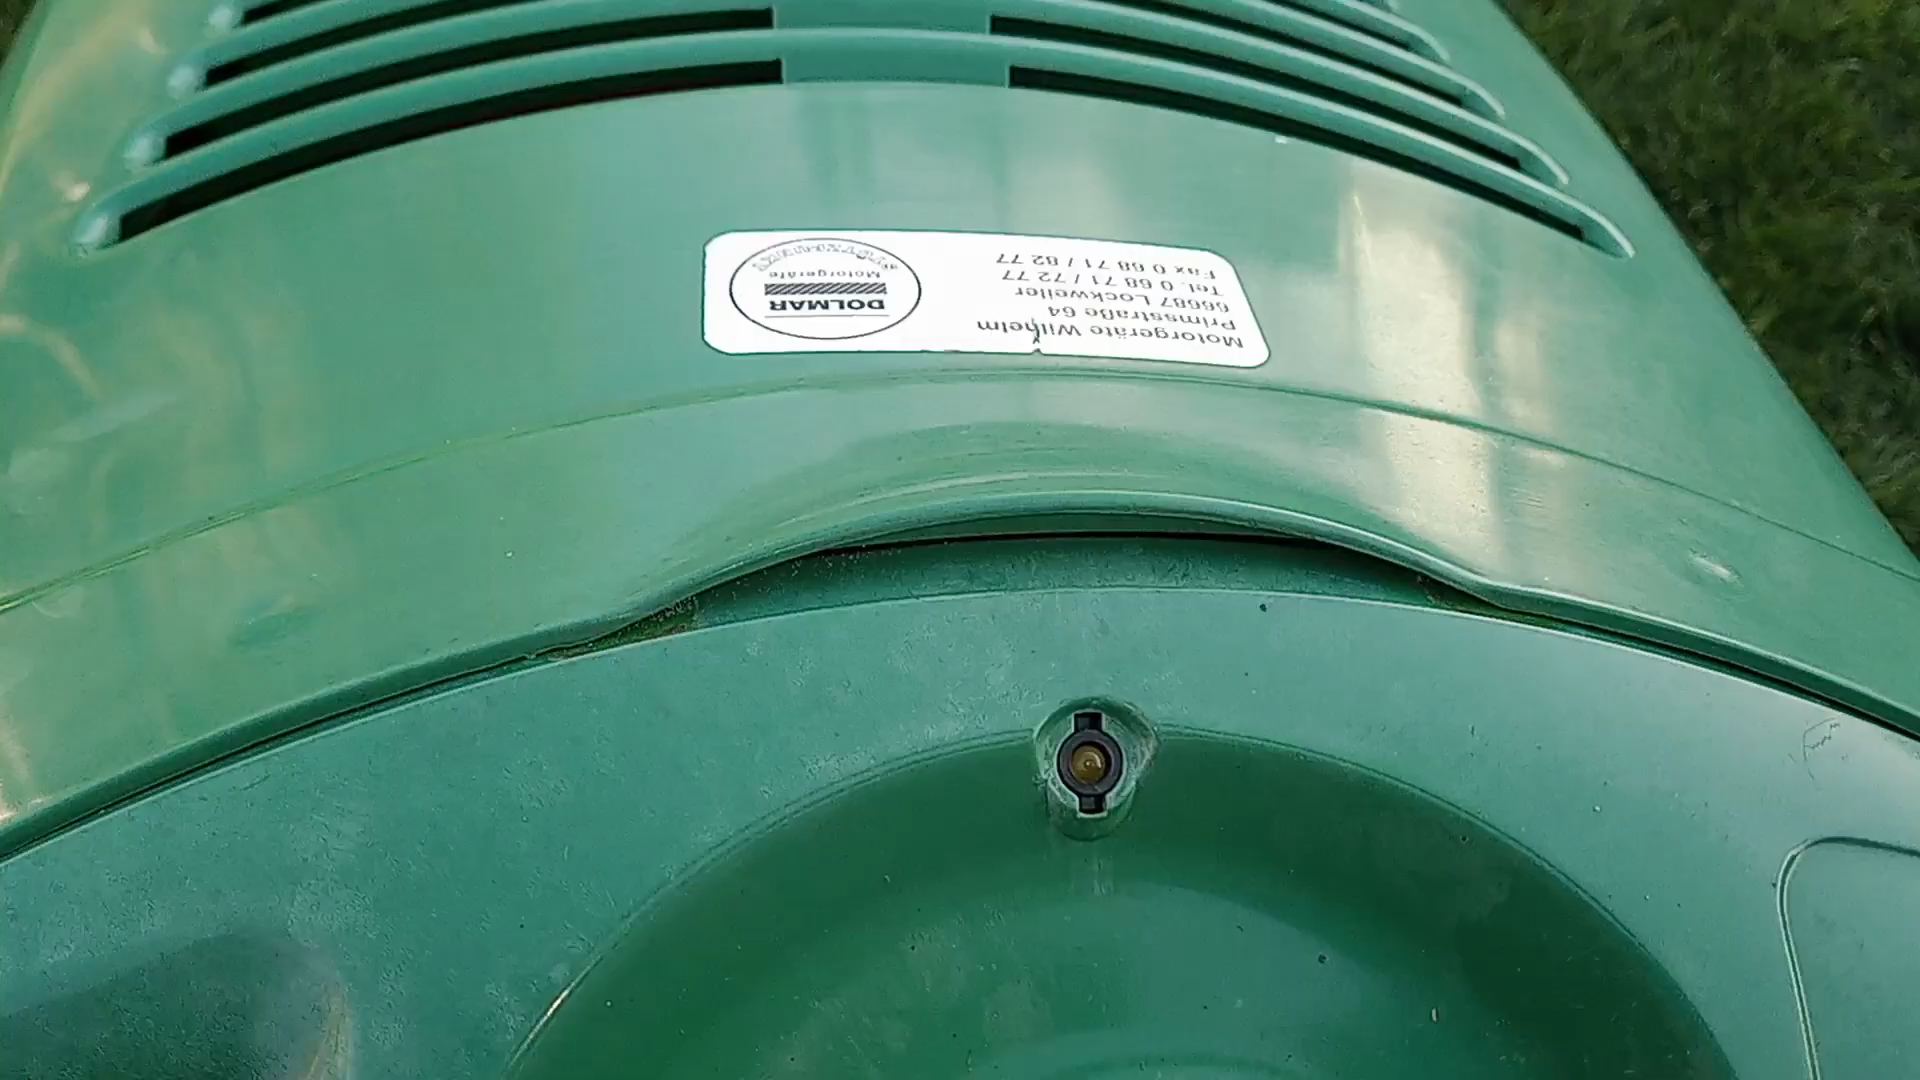 Motorgeräte Wilhelm
Primsstraße 64
66687 Lockweiler
Tel. 0 68 71 / 72 77
Fax 0 68 71 / 82 77
DOLMAR
Motorgeräte